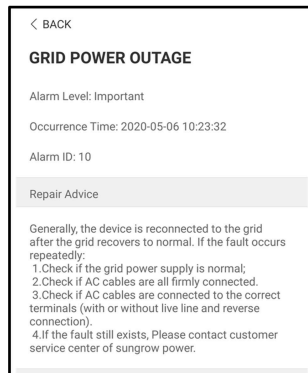 < BACK
GRID POWER OUTAGE
Alarm Level: Important
Occurrence Time: 2020-05-06 10:23:32
Alarm ID: 10
Repair Advice
Generally, the device is reconnected to the grid
after the grid recovers to normal. If the fault occurs
repeatedly:
1.Check if the grid power supply is normal;
2.Check if AC cables are all firmly connected.
3.Check if AC cables are connected to the correct
terminals (with or without live line and reverse
connection).
4.If the fault still exists, Please contact customer
service center of sungrow power.